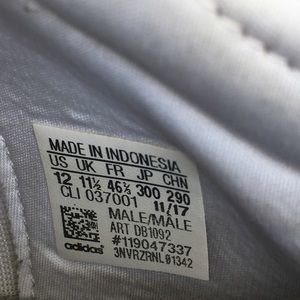 MADE IN INDONESIA
US UK FR JP CHN
12 11½ 46⅔ 300 290
CLI 037001 11/17
MALE/MÂLE
ART DB1092
#119047337
adidas 3NVRZRNL01342